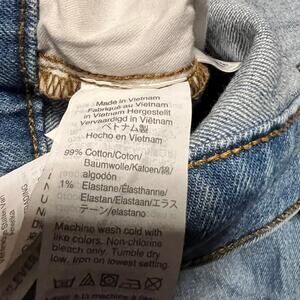 Made in Vietnam
Fabriqué au Vietnam
In Vietnam Hergestellt
Vervaardigd in Viëtnam
ベトナム製
Hecho en Vietnam
99% Cotton/Coton/
Baumwolle/Katoen/綿/
algodón
1% Elastane/Élasthanne/
Elastan/Elastaan/エラス
テーン/elastano
Machine wash cold with
like colors. Non-chlorine
bleach only. Tumble dry
low, iron on lowest setting.